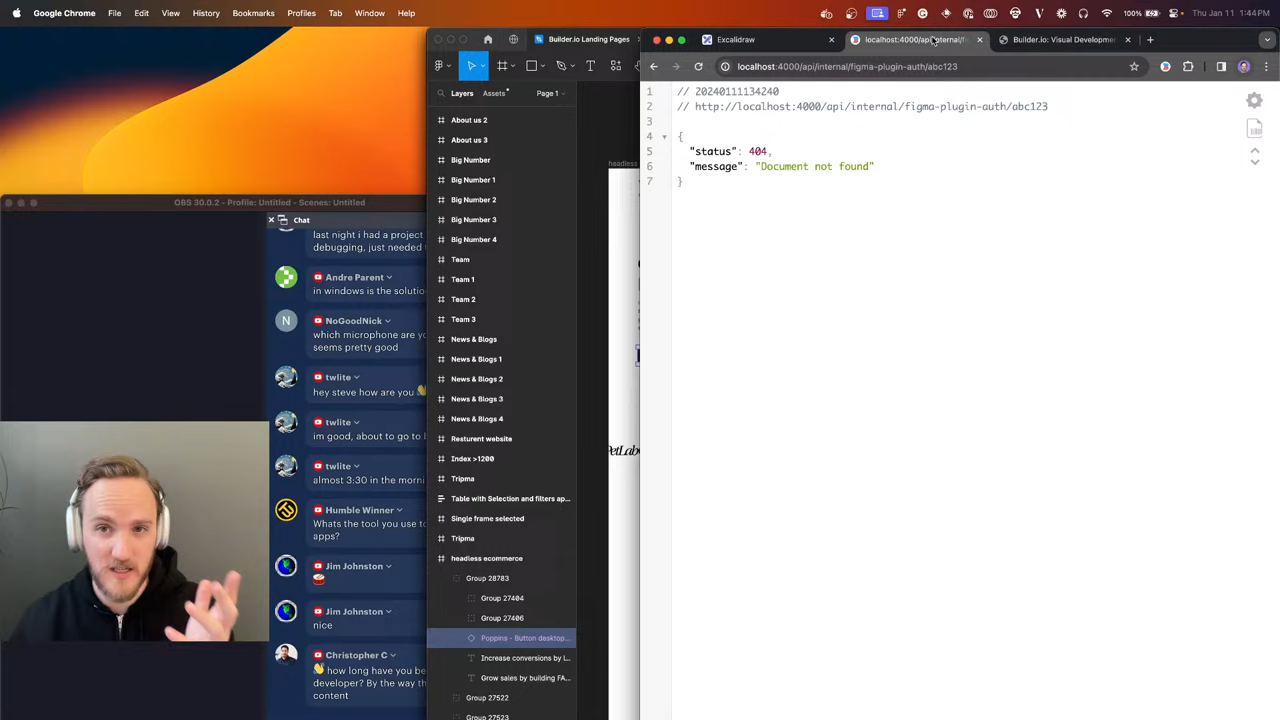 Google Chrome File Edit View History Bookmarks Profiles Tab Window Help
100% Thu Jan 11 1:44PM
Builder.io Landing Pages
Excalidraw
localhost:4000/api/internal/f
Builder.io: Visual Developmen
localhost:4000/api/internal/figma-plugin-auth/abc123
Layers Assets Page 1
About us 2
About us 3
Big Number
Big Number 1
Big Number 2
Big Number 3
Big Number 4
Team
Team 1
Team 2
Team 3
News & Blogs
News & Blogs 1
News & Blogs 2
News & Blogs 3
News & Blogs 4
Resturent website
Index >1200
Tripma
Table with Selection and filters ap...
Single frame selected
Tripma
headless ecommerce
Group 28783
Group 27404
Group 27406
Poppins - Button desktop...
Increase conversions by l...
Grow sales by building FA...
Group 27522
Group 27523
headless
PetLab
1 // 20240111134240
2 // http://localhost:4000/api/internal/figma-plugin-auth/abc123
3
4 {
5 "status": 404,
6 "message": "Document not found"
7 }
OBS 30.0.2 - Profile: Untitled - Scenes: Untitled
Chat
last night i had a project
debugging, just needed
Andre Parent
in windows is the solutio
N
NoGoodNick
which microphone are yo
seems pretty good
twlite
hey steve how are you
twlite
im good, about to go to
twlite
almost 3:30 in the morni
Humble Winner
Whats the tool you use t
apps?
Jim Johnston
Jim Johnston
nice
Christopher C
how long have you be
developer? By the way th
content